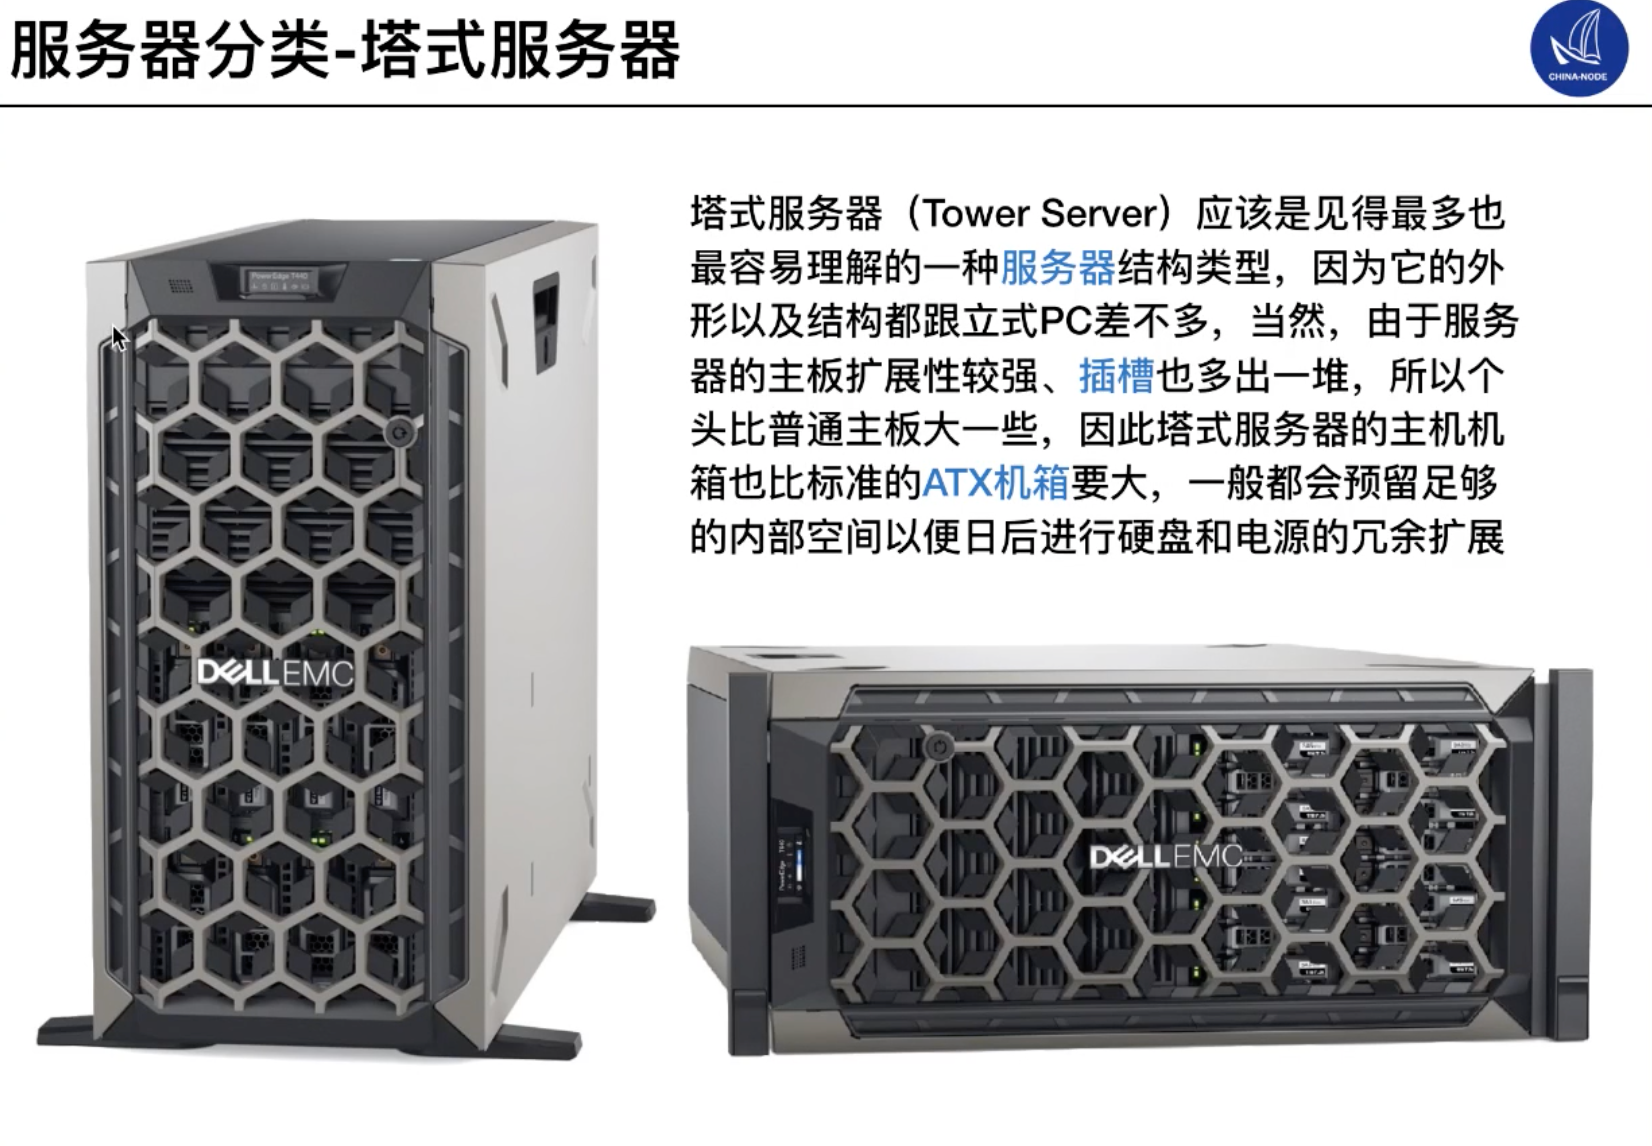 服务器分类-塔式服务器
CHINA-NODE
塔式服务器（Tower Server）应该是见得最多也
最容易理解的一种服务器结构类型，因为它的外
形以及结构都跟立式PC差不多，当然，由于服务
器的主板扩展性较强、插槽也多出一堆，所以个
头比普通主板大一些，因此塔式服务器的主机机
箱也比标准的ATX机箱要大，一般都会预留足够
的内部空间以便日后进行硬盘和电源的冗余扩展
PowerEdge T440
DELLEMC
DELLEMC
PowerEdge T440